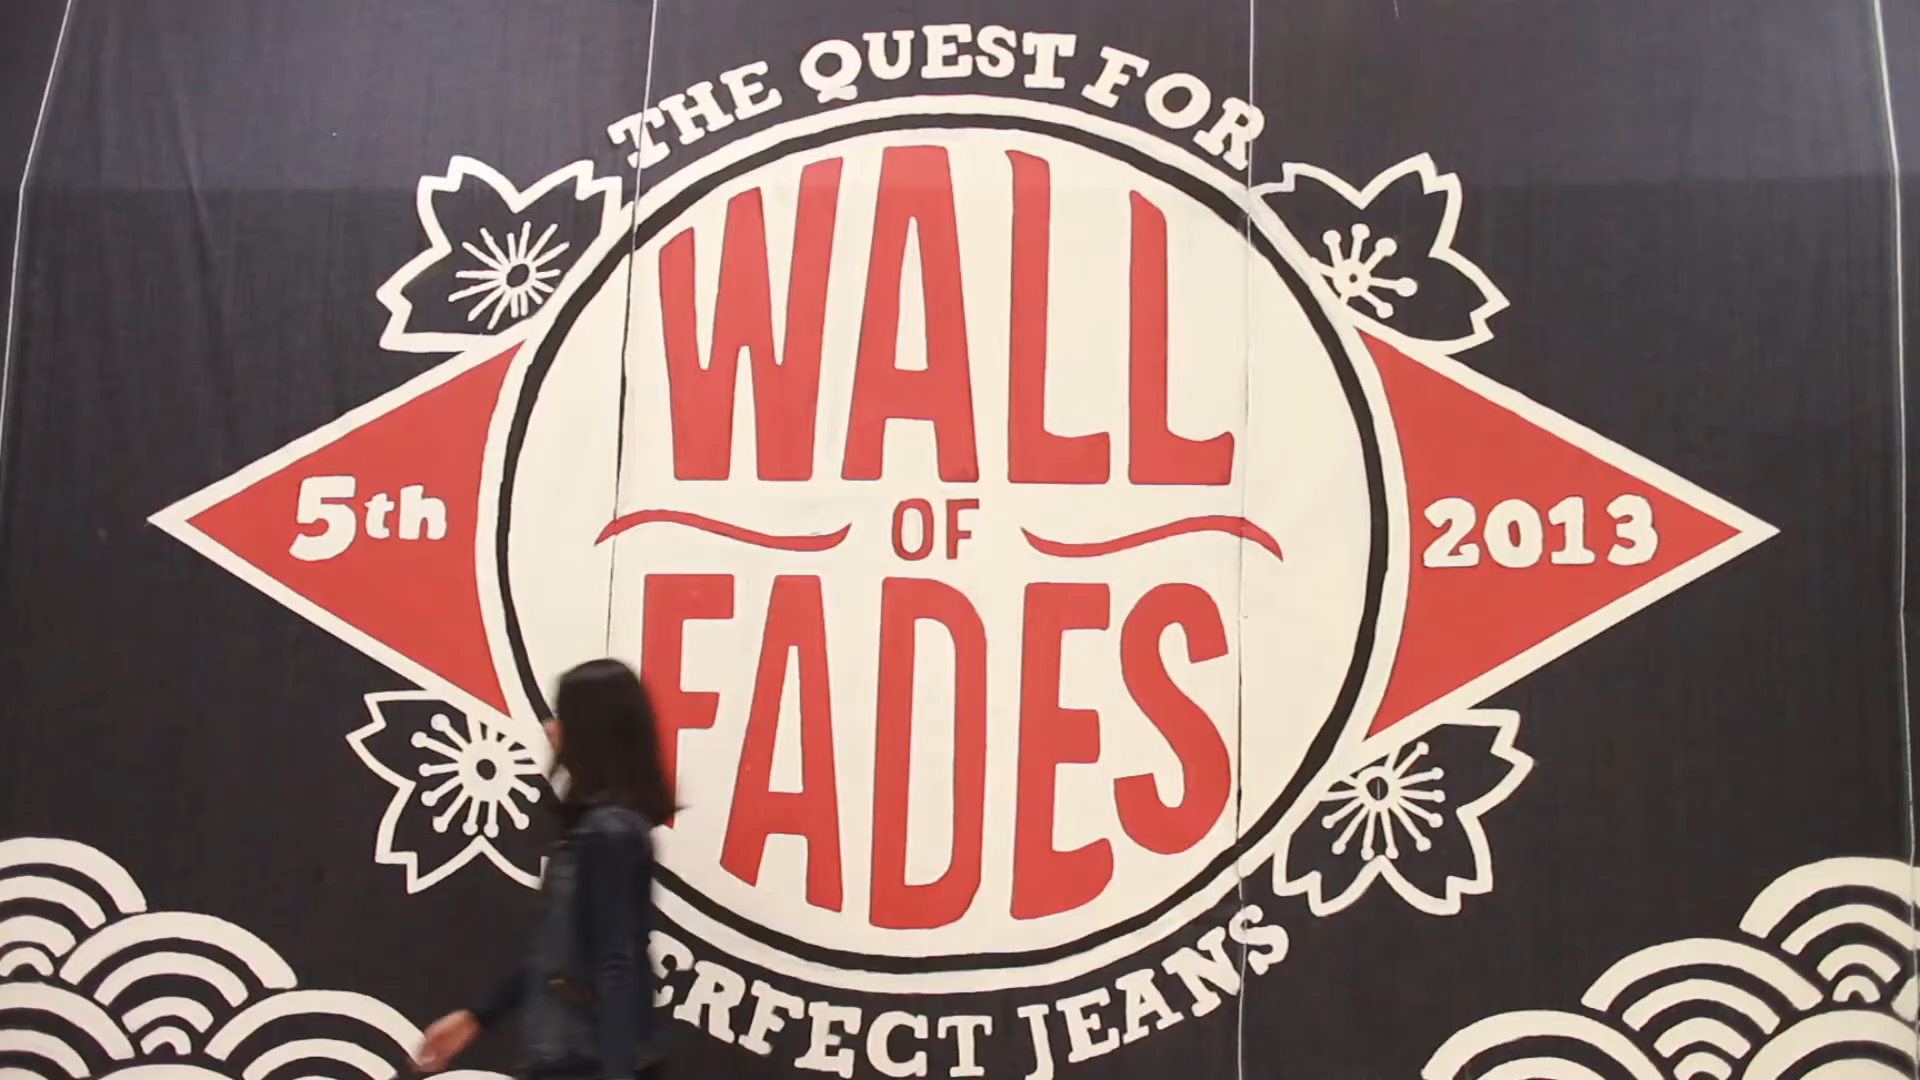 THE QUEST FOR
WALL
OF
FADES
5th
2013
ERFECT JEANS